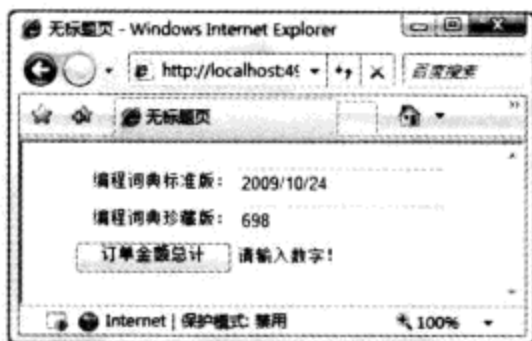 无标题页 - Windows Internet Explorer
http://localhost:49
百度搜索
无标题页
编程词典标准版： 2009/10/24
编程词典珍藏版： 698
订单金额总计 请输入数字！
Internet | 保护模式: 禁用
100%